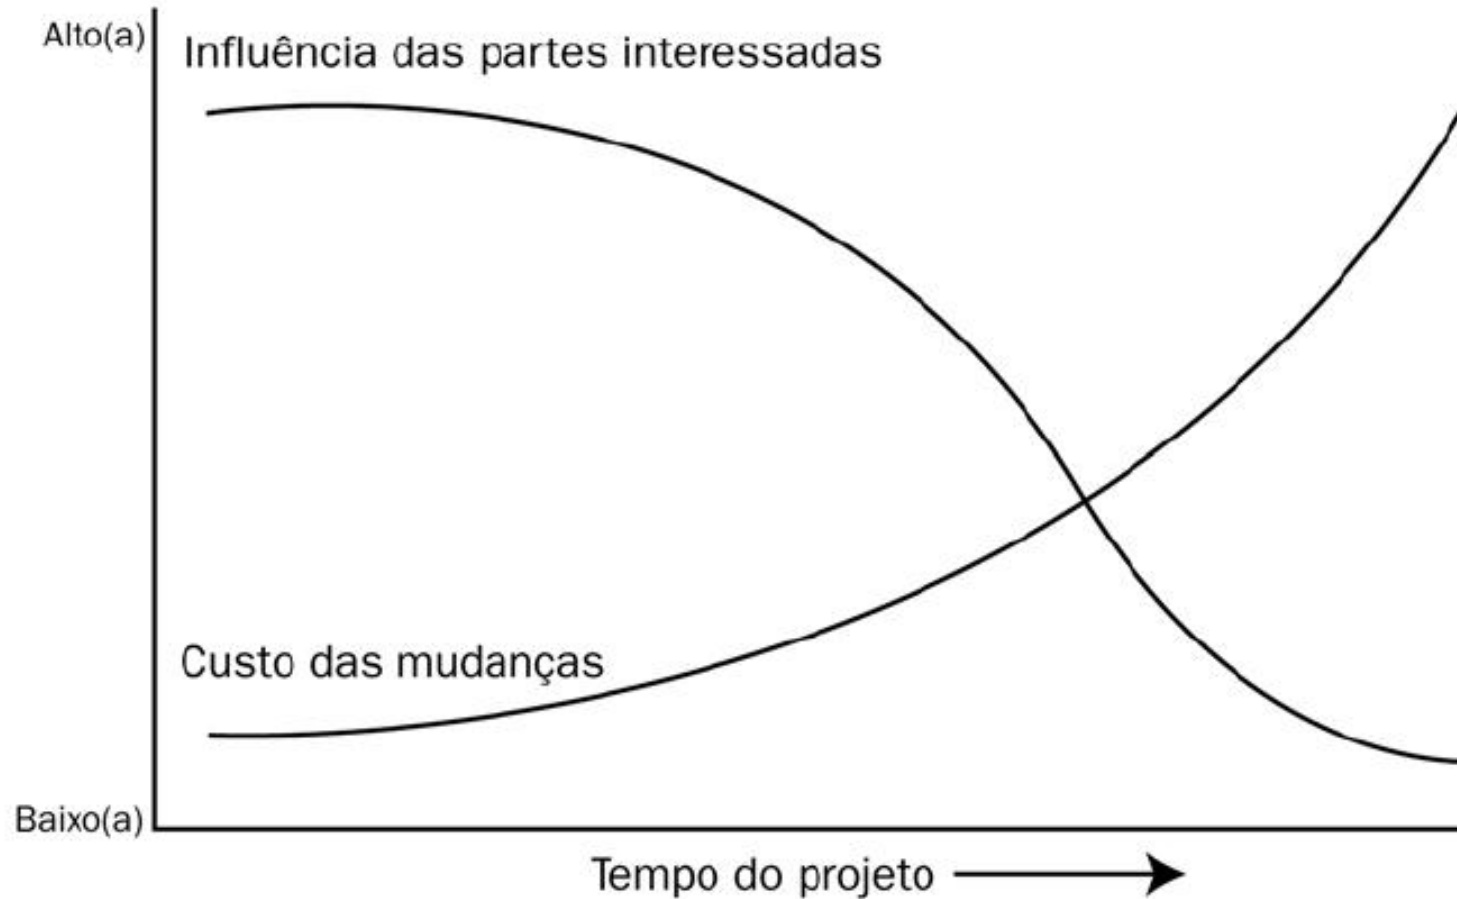 Alto(a)
Influência das partes interessadas
Custo das mudanças
Baixo(a)
Tempo do projeto